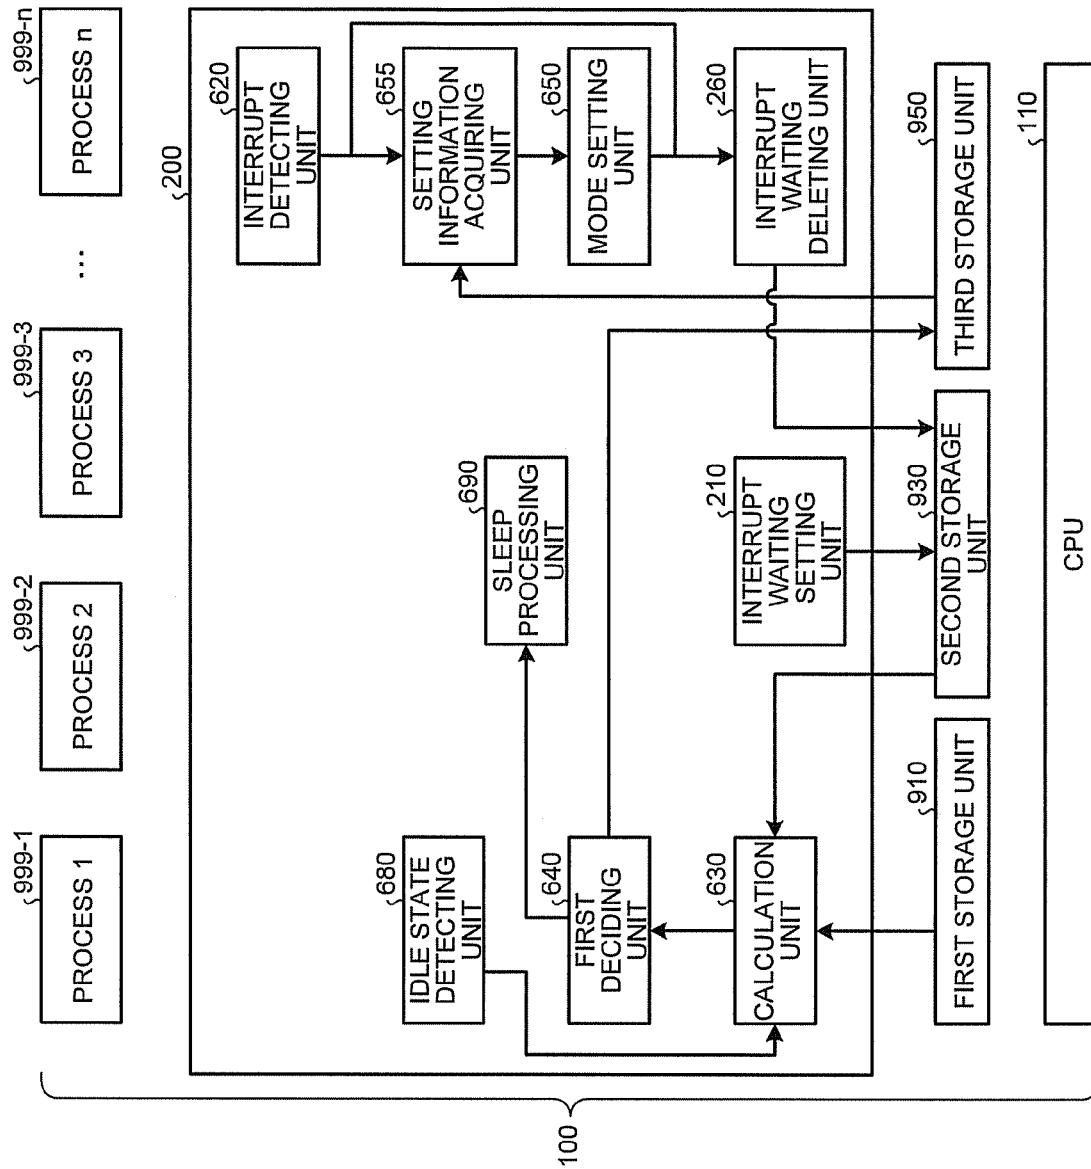 100
999-1
PROCESS 1
999-2
PROCESS 2
999-3
PROCESS 3
...
999-n
PROCESS n
200
680
IDLE STATE
DETECTING
UNIT
640
FIRST
DECIDING
UNIT
630
CALCULATION
UNIT
690
SLEEP
PROCESSING
UNIT
210
INTERRUPT
WAITING
SETTING
UNIT
620
INTERRUPT
DETECTING
UNIT
655
SETTING
INFORMATION
ACQUIRING
UNIT
650
MODE SETTING
UNIT
260
INTERRUPT
WAITING
DELETING UNIT
910
FIRST STORAGE UNIT
930
SECOND STORAGE
UNIT
950
THIRD STORAGE UNIT
110
CPU